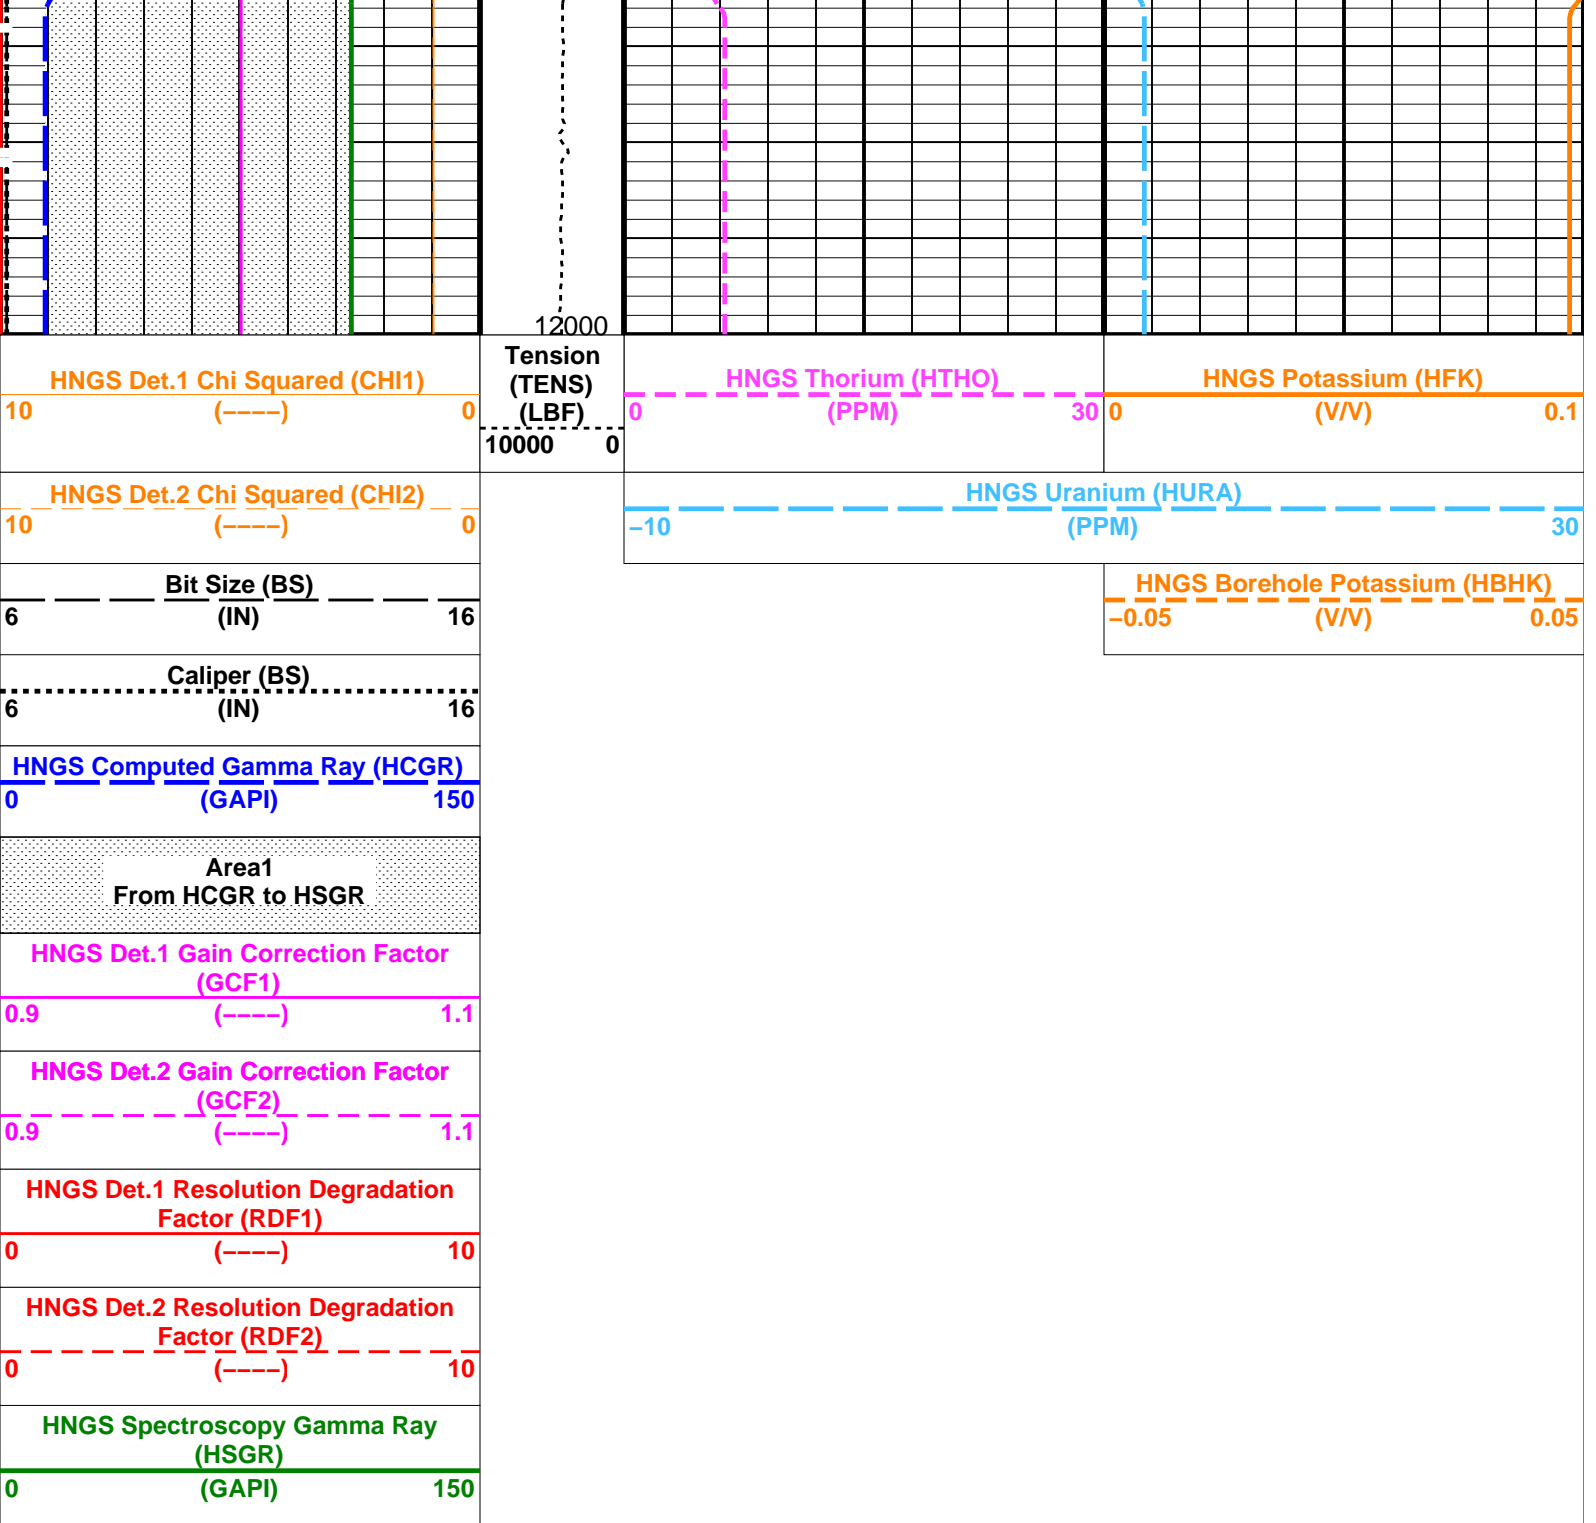 12000
HNGS Det.1 Chi Squared (CHI1)
10 (----) 0
Tension
(TENS)
(LBF)
10000 0
HNGS Thorium (HTHO)
0 (PPM) 30
HNGS Potassium (HFK)
0 (V/V) 0.1
HNGS Det.2 Chi Squared (CHI2)
10 (----) 0
HNGS Uranium (HURA)
−10 (PPM) 30
Bit Size (BS)
6 (IN) 16
HNGS Borehole Potassium (HBHK)
−0.05 (V/V) 0.05
Caliper (BS)
6 (IN) 16
HNGS Computed Gamma Ray (HCGR)
0 (GAPI) 150
Area1
From HCGR to HSGR
HNGS Det.1 Gain Correction Factor
(GCF1)
0.9 (----) 1.1
HNGS Det.2 Gain Correction Factor
(GCF2)
0.9 (----) 1.1
HNGS Det.1 Resolution Degradation
Factor (RDF1)
0 (----) 10
HNGS Det.2 Resolution Degradation
Factor (RDF2)
0 (----) 10
HNGS Spectroscopy Gamma Ray
(HSGR)
0 (GAPI) 150